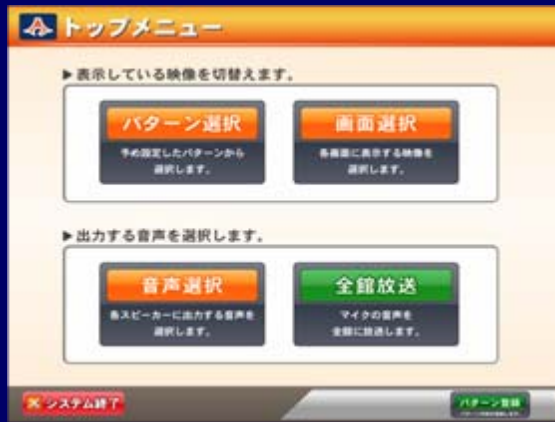 トップメニュー
▶表示している映像を切替えます。
パターン選択
予め設定したパターンから
選択します。
画面選択
各画面に表示する映像を
選択します。
▶出力する音声を選択します。
音声選択
各スピーカーに出力する音声を
選択します。
全館放送
マイクの音声を
全館に放送します。
システム終了
パターン登録